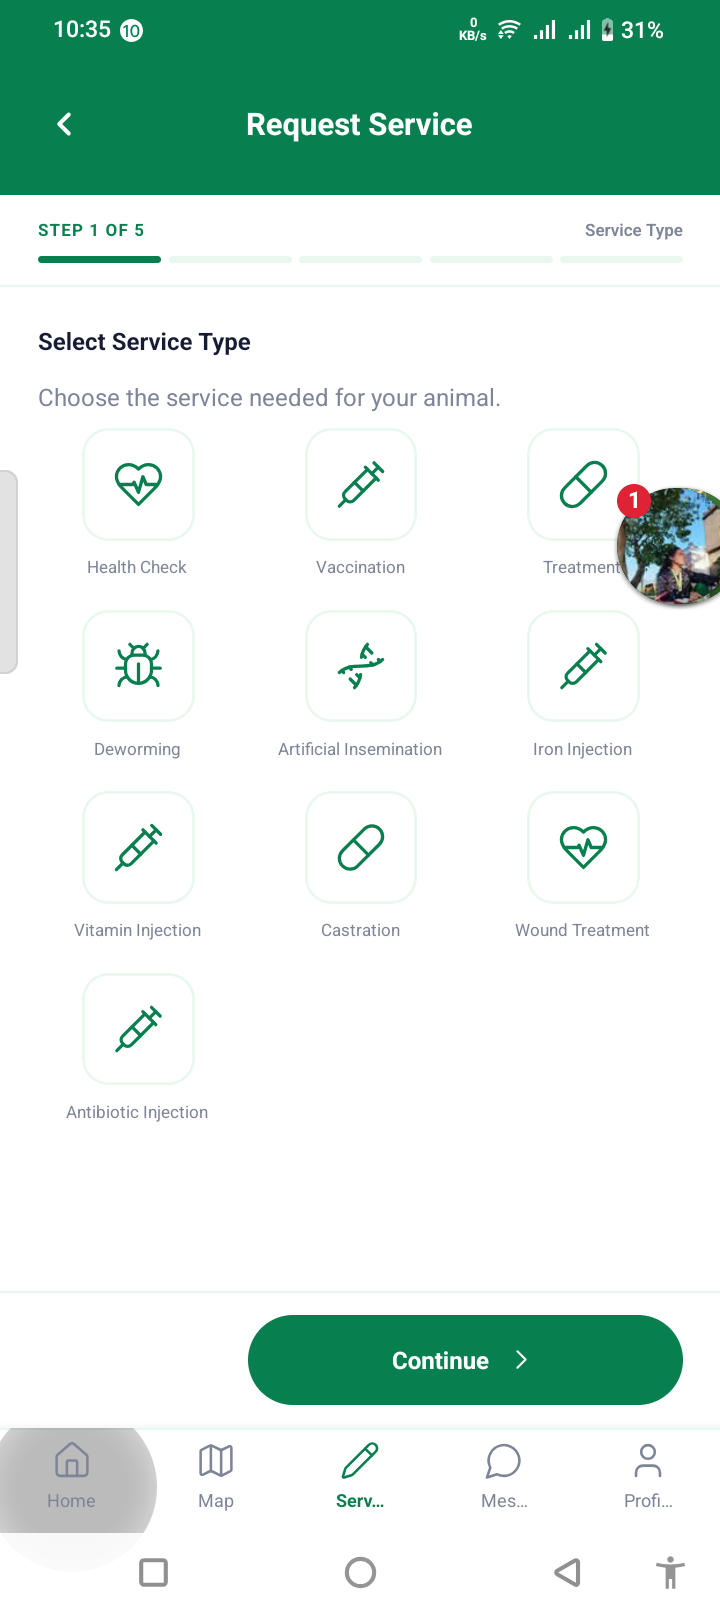 10:35 10 0 KB/s 31%
Request Service
STEP 1 OF 5 Service Type
Select Service Type
Choose the service needed for your animal.
1
Health Check Vaccination Treatment
Deworming Artificial Insemination Iron Injection
Vitamin Injection Castration Wound Treatment
Antibiotic Injection
Continue
Home Map Serv... Mes... Profi...